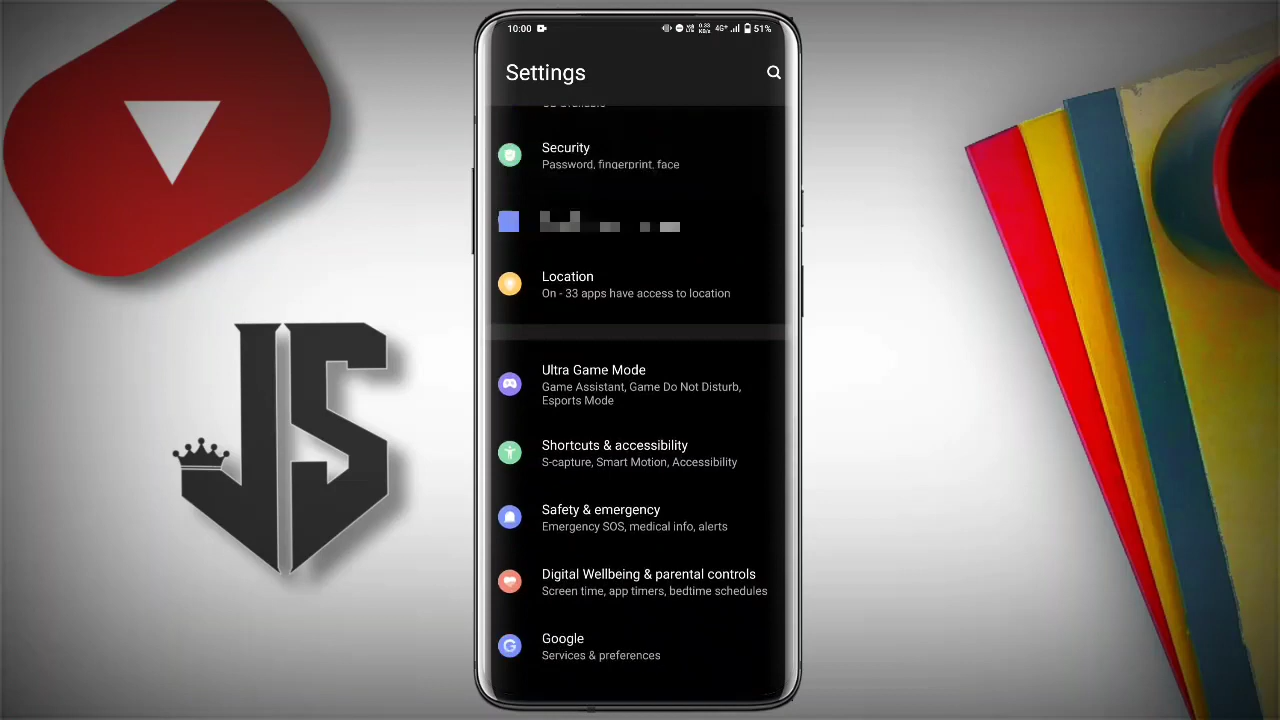 10:00
4G+
51%
Settings
Security
Password, fingerprint, face
Location
On - 33 apps have access to location
Ultra Game Mode
Game Assistant, Game Do Not Disturb,
Esports Mode
Shortcuts & accessibility
S-capture, Smart Motion, Accessibility
Safety & emergency
Emergency SOS, medical info, alerts
Digital Wellbeing & parental controls
Screen time, app timers, bedtime schedules
Google
Services & preferences
JS